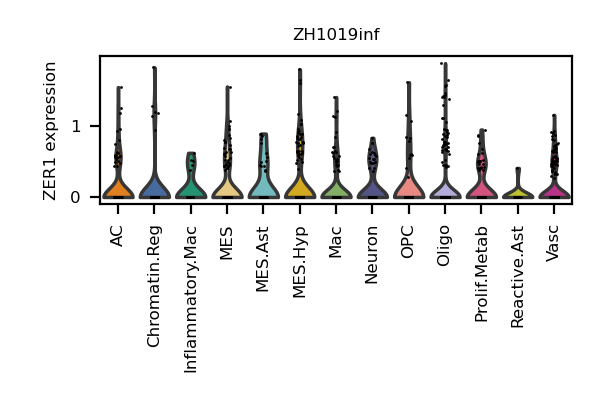 ZH1019inf
ZER1 expression
1
0
AC
Chromatin.Reg
Inflammatory.Mac
MES
MES.Ast
MES.Hyp
Mac
Neuron
OPC
Oligo
Prolif.Metab
Reactive.Ast
Vasc